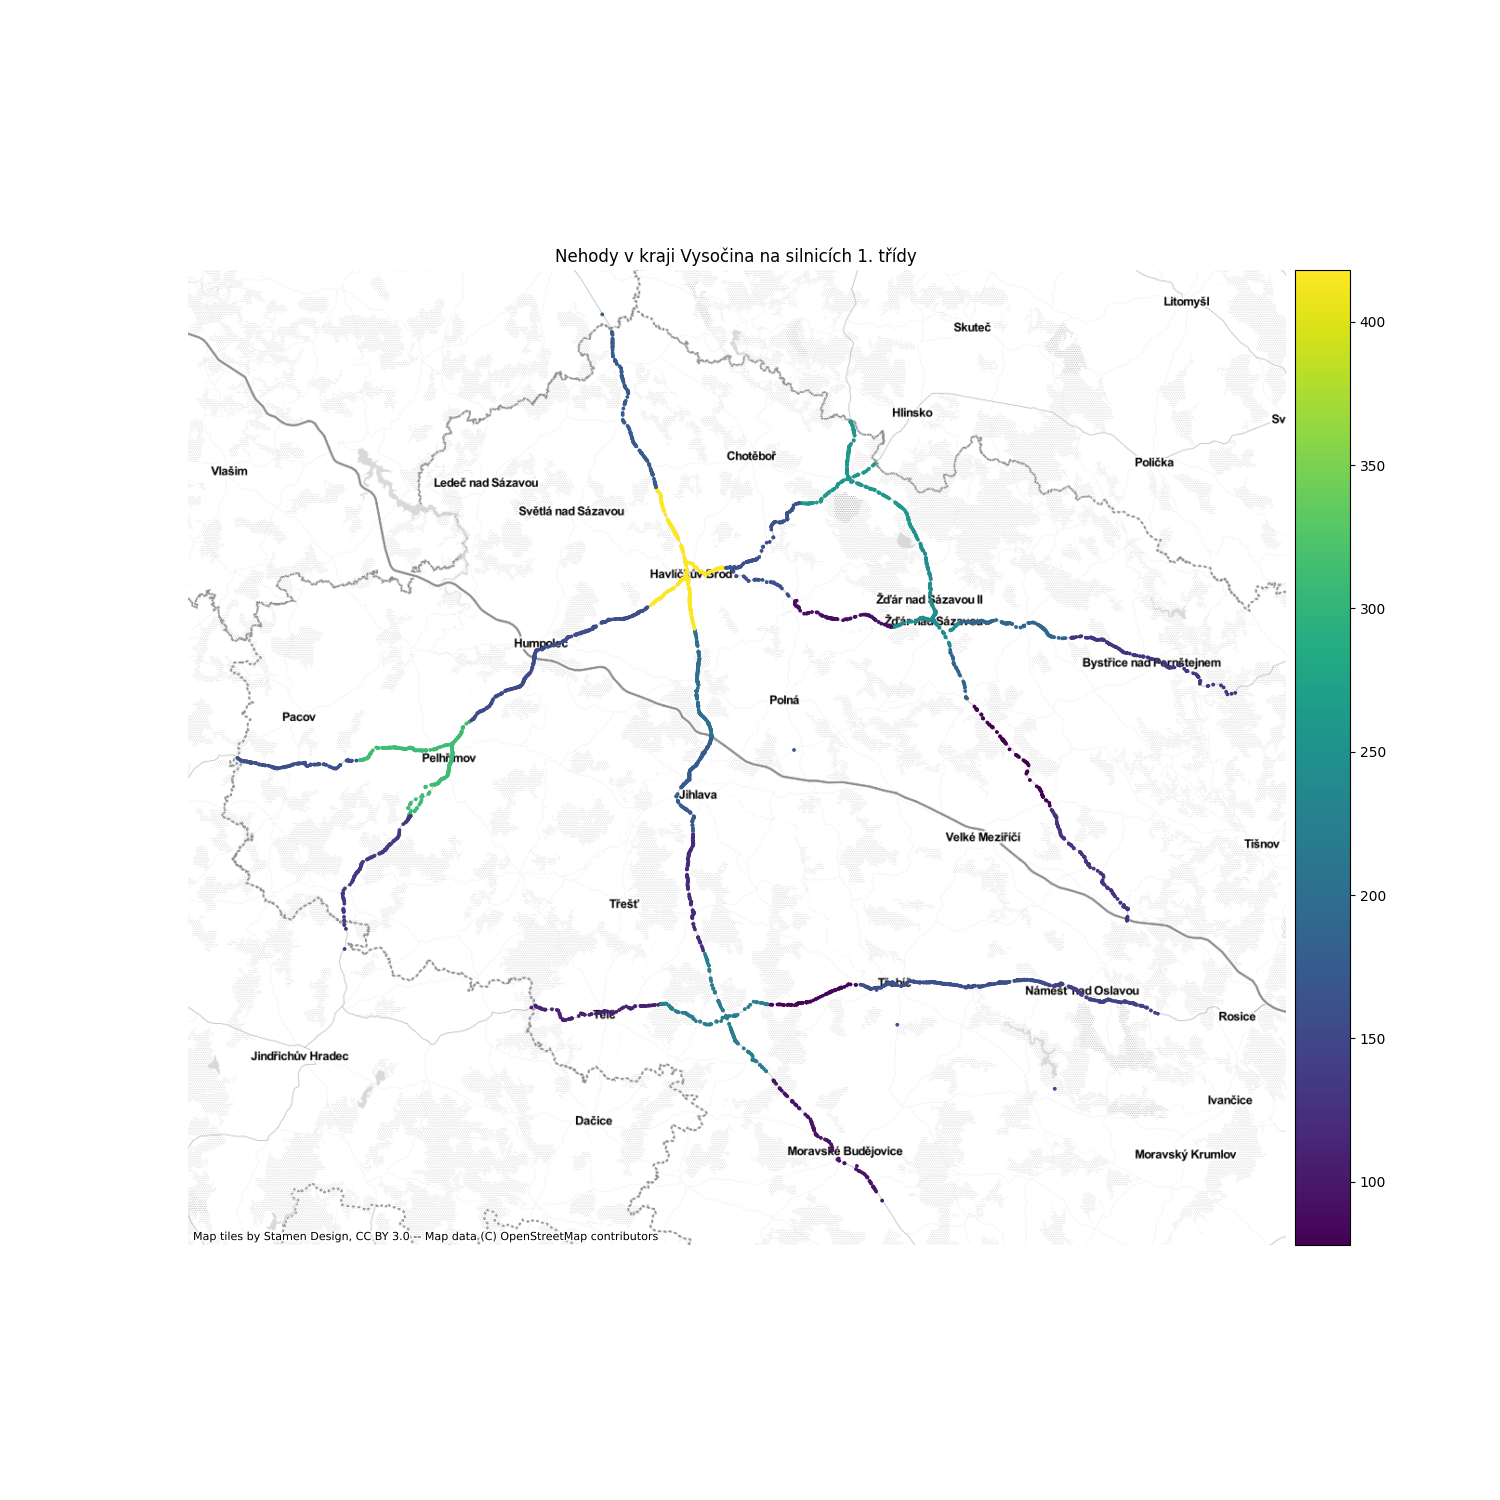 Nehody v kraji Vysočina na silnicích 1. třídy
Litomyšl
Skuteč
Hlinsko
Sv
Chotěboř
Polička
Vlašim
Ledeč nad Sázavou
Světlá nad Sázavou
Havlíčkův Brod
Žďár nad Sázavou II
Žďár nad Sázavou
Humpolec
Bystřice nad Pernštejnem
Polná
Pacov
Pelhřimov
Jihlava
Velké Meziříčí
Tišnov
Třešť
Třebíč
Náměšť nad Oslavou
Telč
Rosice
Jindřichův Hradec
Ivančice
Dačice
Moravské Budějovice
Moravský Krumlov
Map tiles by Stamen Design, CC BY 3.0 -- Map data (C) OpenStreetMap contributors
400
350
300
250
200
150
100